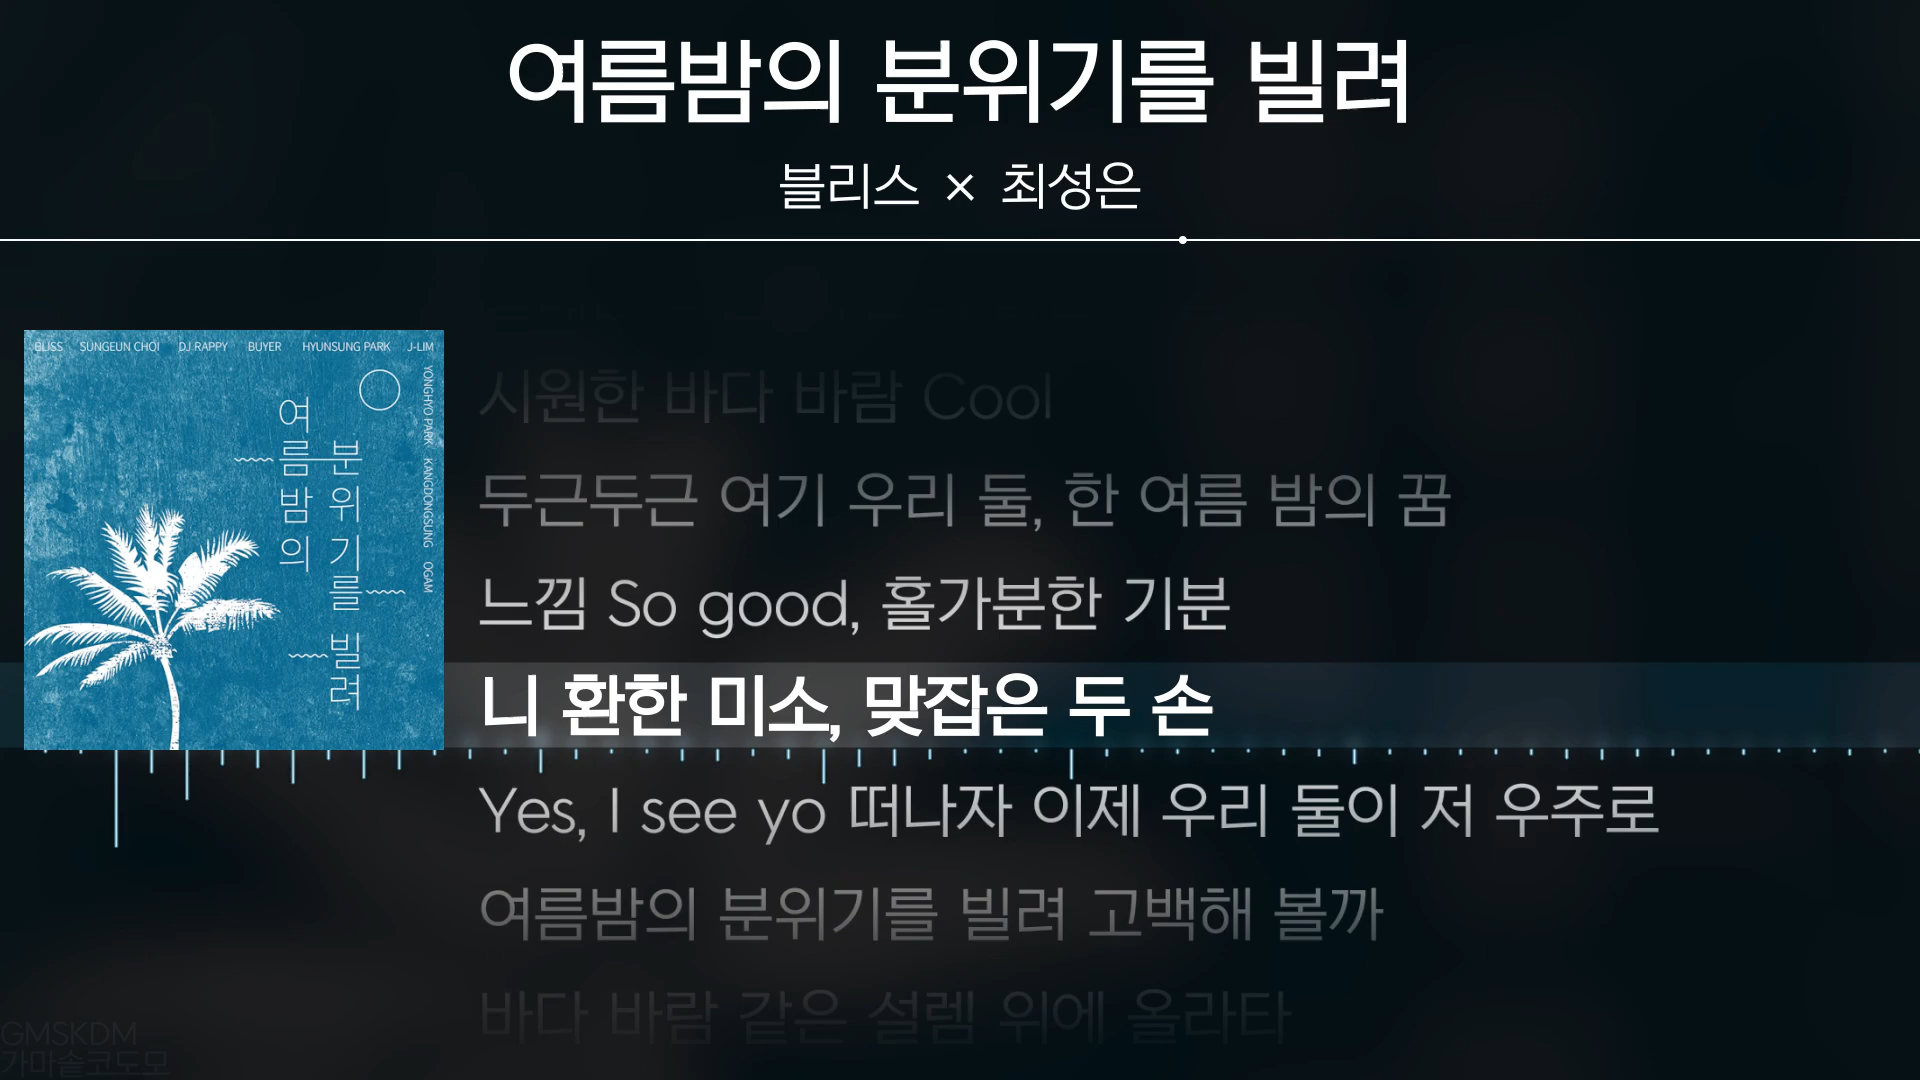 여름밤의 분위기를 빌려
블리스 × 최성은
BLISS SUNGEUN CHOI DJ RAPPY BUYER HYUNSUNG PARK J-LIM
YONGHYO PARK KANGDONGSUNG OGAM
여름밤의
분위기를 빌려
시원한 바다 바람 Cool
두근두근 여기 우리 둘, 한 여름 밤의 꿈
느낌 So good, 홀가분한 기분
니 환한 미소, 맞잡은 두 손
Yes, I see yo 떠나자 이제 우리 둘이 저 우주로
여름밤의 분위기를 빌려 고백해 볼까
바다 바람 같은 설렘 위에 올라타
GMSKDM
가마솥코도모